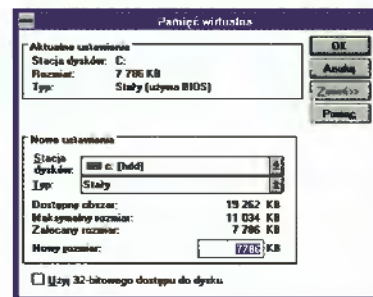 Pamięć wirtualna
Aktualne ustawienia
Stacja dysków: C:
Rozmiar: 7 786 KB
Typ: Stały (używa BIOS)
OK
Anuluj
Zmień>>
Pomoc
Nowe ustawienia
Stacja dysków: c: [hdd]
Typ: Stały
Dostępny obszar: 19 262 KB
Maksymalny rozmiar: 11 034 KB
Zalecany rozmiar: 7 786 KB
Nowy rozmiar: 7786 KB
Użyj 32-bitowego dostępu do dysku